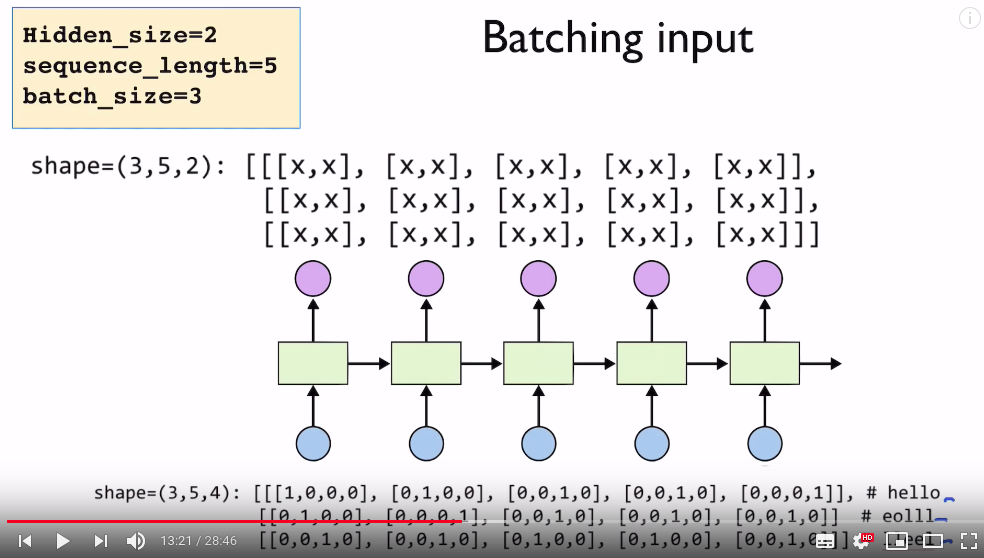 Hidden_size=2
sequence_length=5
batch_size=3
Batching input
shape=(3,5,2): [[[x,x], [x,x], [x,x], [x,x], [x,x]],
[[x,x], [x,x], [x,x], [x,x], [x,x]],
[[x,x], [x,x], [x,x], [x,x], [x,x]]]
shape=(3,5,4): [[[1,0,0,0], [0,1,0,0], [0,0,1,0], [0,0,1,0], [0,0,0,1]], # hello
[[0,1,0,0], [0,0,0,1], [0,0,1,0], [0,0,1,0], [0,0,1,0]] # eolll
[[0,0,1,0], [0,0,1,0], [0,1,0,0], [0,1,0,0], [0,0,1,0]]]
13:21 / 28:46
HD